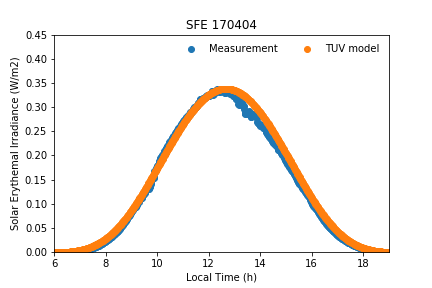 SFE 170404
Measurement
TUV model
0.45
0.40
0.35
0.30
0.25
0.20
0.15
0.10
0.05
0.00
Solar Erythemal Irradiance (W/m2)
6 8 10 12 14 16 18
Local Time (h)